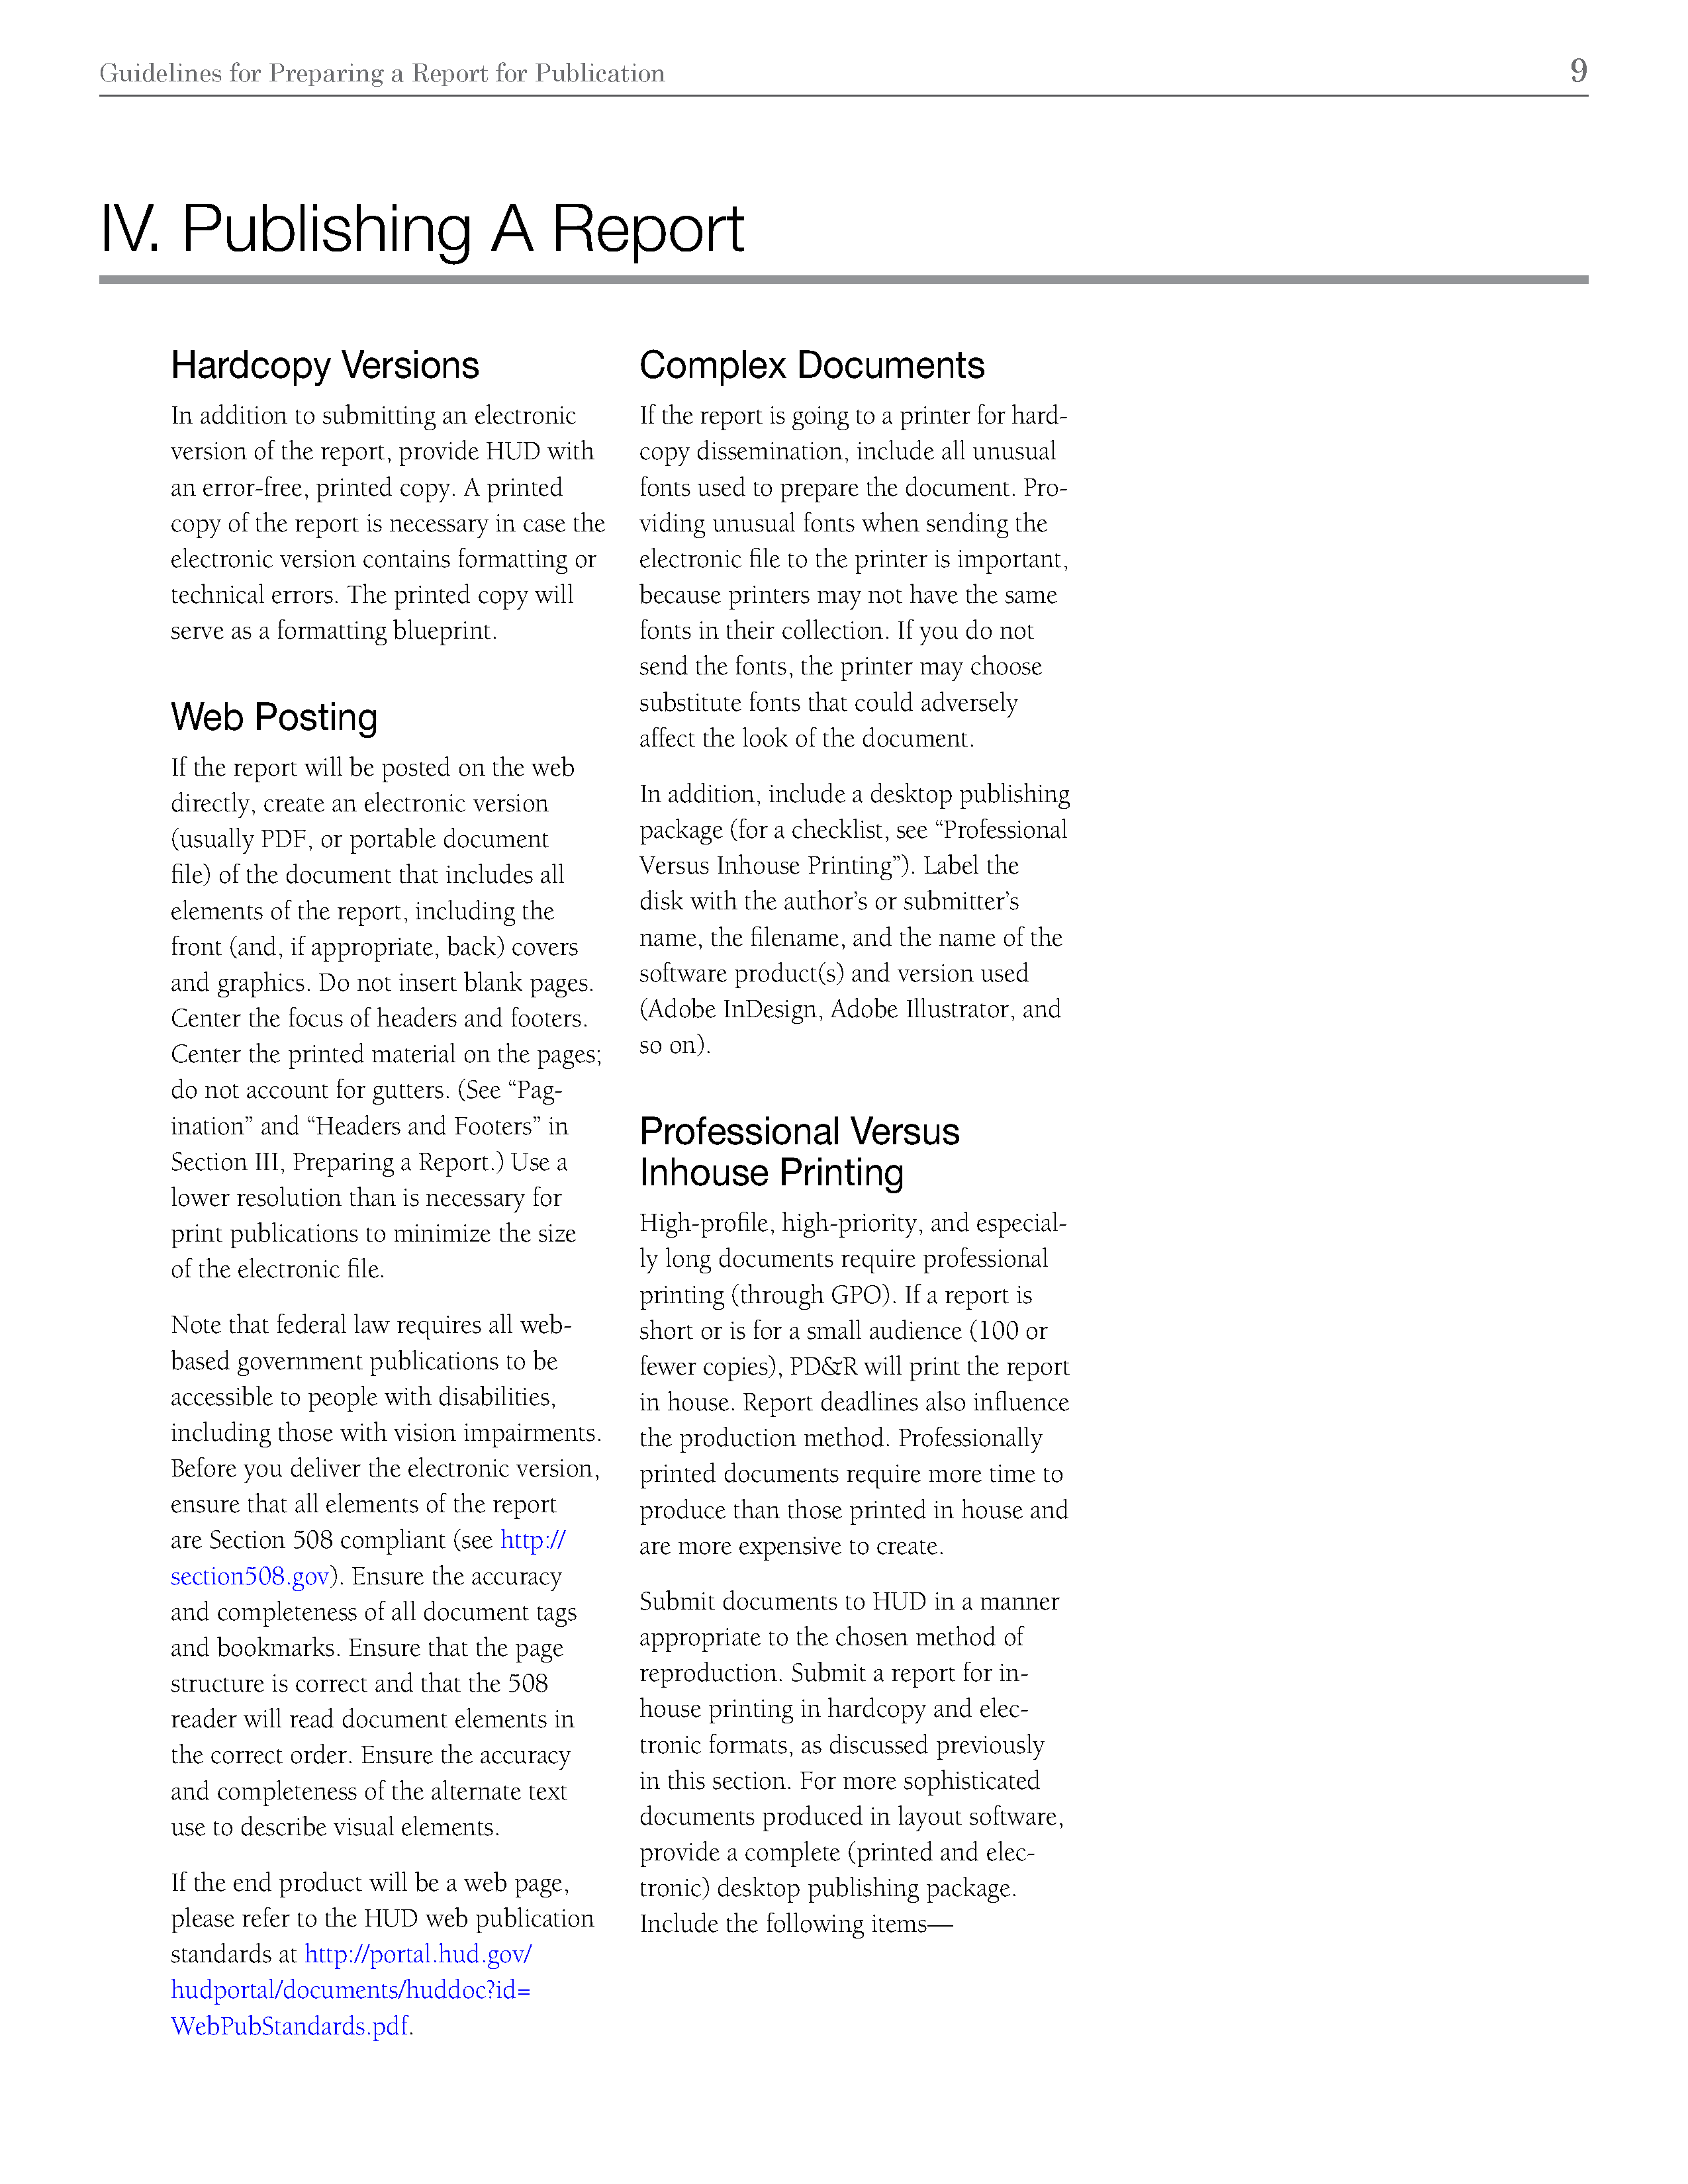 Guidelines for Preparing a Report for Publication 9
IV. Publishing A Report
Hardcopy Versions
In addition to submitting an electronic
version of the report, provide HUD with
an error-free, printed copy. A printed
copy of the report is necessary in case the
electronic version contains formatting or
technical errors. The printed copy will
serve as a formatting blueprint.
Web Posting
If the report will be posted on the web
directly, create an electronic version
(usually PDF, or portable document
file) of the document that includes all
elements of the report, including the
front (and, if appropriate, back) covers
and graphics. Do not insert blank pages.
Center the focus of headers and footers.
Center the printed material on the pages;
do not account for gutters. (See “Pag-
ination” and “Headers and Footers” in
Section III, Preparing a Report.) Use a
lower resolution than is necessary for
print publications to minimize the size
of the electronic file.
Note that federal law requires all web-
based government publications to be
accessible to people with disabilities,
including those with vision impairments.
Before you deliver the electronic version,
ensure that all elements of the report
are Section 508 compliant (see http://
section508.gov). Ensure the accuracy
and completeness of all document tags
and bookmarks. Ensure that the page
structure is correct and that the 508
reader will read document elements in
the correct order. Ensure the accuracy
and completeness of the alternate text
use to describe visual elements.
If the end product will be a web page,
please refer to the HUD web publication
standards at http://portal.hud.gov/
hudportal/documents/huddoc?id=
WebPubStandards.pdf.
Complex Documents
If the report is going to a printer for hard-
copy dissemination, include all unusual
fonts used to prepare the document. Pro-
viding unusual fonts when sending the
electronic file to the printer is important,
because printers may not have the same
fonts in their collection. If you do not
send the fonts, the printer may choose
substitute fonts that could adversely
affect the look of the document.
In addition, include a desktop publishing
package (for a checklist, see “Professional
Versus Inhouse Printing”). Label the
disk with the author’s or submitter’s
name, the filename, and the name of the
software product(s) and version used
(Adobe InDesign, Adobe Illustrator, and
so on).
Professional Versus
Inhouse Printing
High-profile, high-priority, and especial-
ly long documents require professional
printing (through GPO). If a report is
short or is for a small audience (100 or
fewer copies), PD&R will print the report
in house. Report deadlines also influence
the production method. Professionally
printed documents require more time to
produce than those printed in house and
are more expensive to create.
Submit documents to HUD in a manner
appropriate to the chosen method of
reproduction. Submit a report for in-
house printing in hardcopy and elec-
tronic formats, as discussed previously
in this section. For more sophisticated
documents produced in layout software,
provide a complete (printed and elec-
tronic) desktop publishing package.
Include the following items—